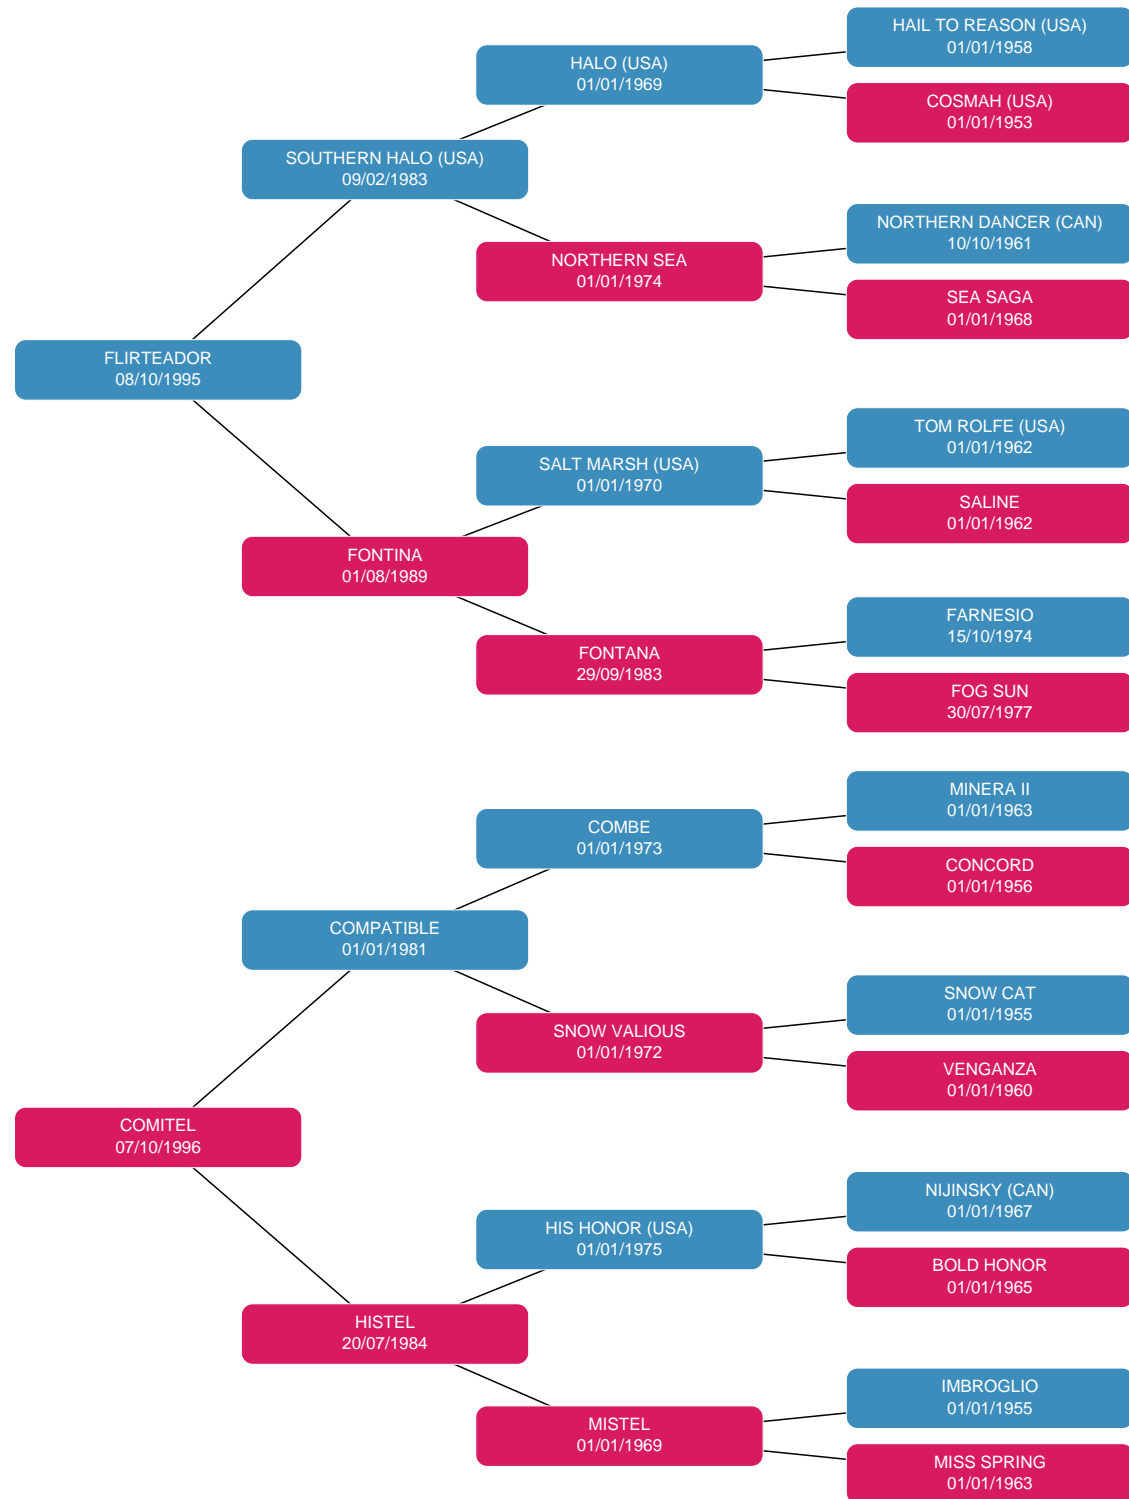 HAIL TO REASON (USA)
01/01/1958
HALO (USA)
01/01/1969
COSMAH (USA)
01/01/1953
SOUTHERN HALO (USA)
09/02/1983
NORTHERN DANCER (CAN)
10/10/1961
NORTHERN SEA
01/01/1974
SEA SAGA
01/01/1968
FLIRTEADOR
08/10/1995
TOM ROLFE (USA)
01/01/1962
SALT MARSH (USA)
01/01/1970
SALINE
01/01/1962
FONTINA
01/08/1989
FARNESIO
15/10/1974
FONTANA
29/09/1983
FOG SUN
30/07/1977
MINERA II
01/01/1963
COMBE
01/01/1973
CONCORD
01/01/1956
COMPATIBLE
01/01/1981
SNOW CAT
01/01/1955
SNOW VALIOUS
01/01/1972
VENGANZA
01/01/1960
COMITEL
07/10/1996
NIJINSKY (CAN)
01/01/1967
HIS HONOR (USA)
01/01/1975
BOLD HONOR
01/01/1965
HISTEL
20/07/1984
IMBROGLIO
01/01/1955
MISTEL
01/01/1969
MISS SPRING
01/01/1963